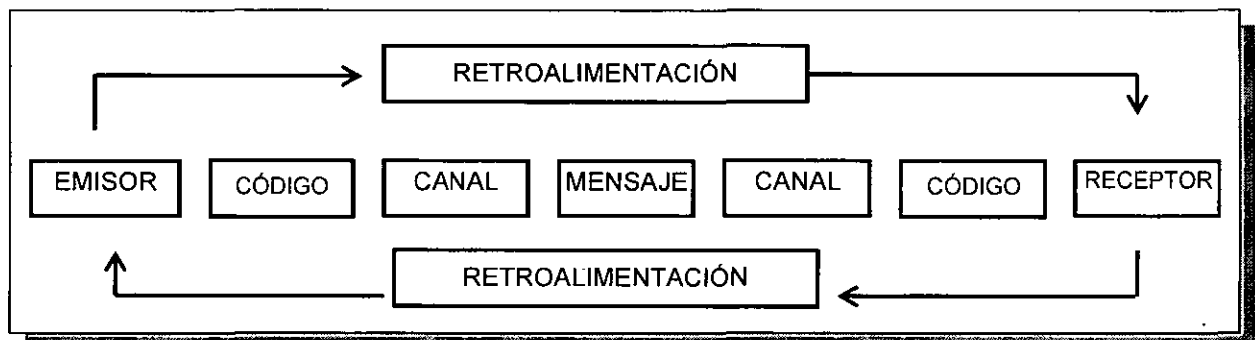 RETROALIMENTACIÓN
EMISOR CÓDIGO CANAL MENSAJE CANAL CÓDIGO RECEPTOR
RETROALIMENTACIÓN